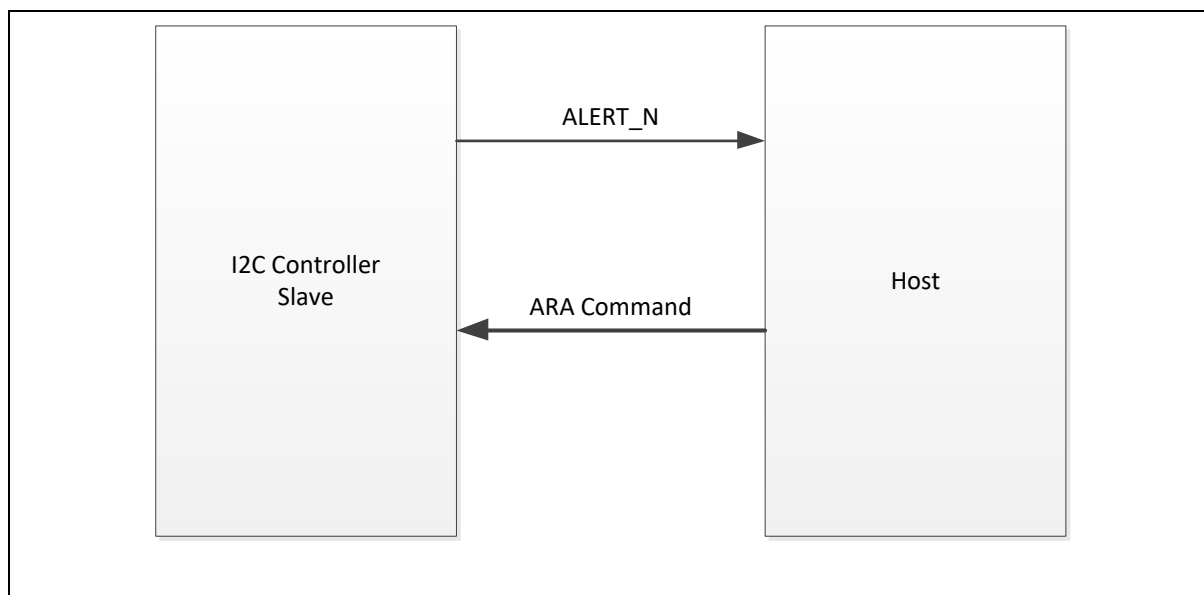 ALERT_N
I2C Controller
Slave
Host
ARA Command